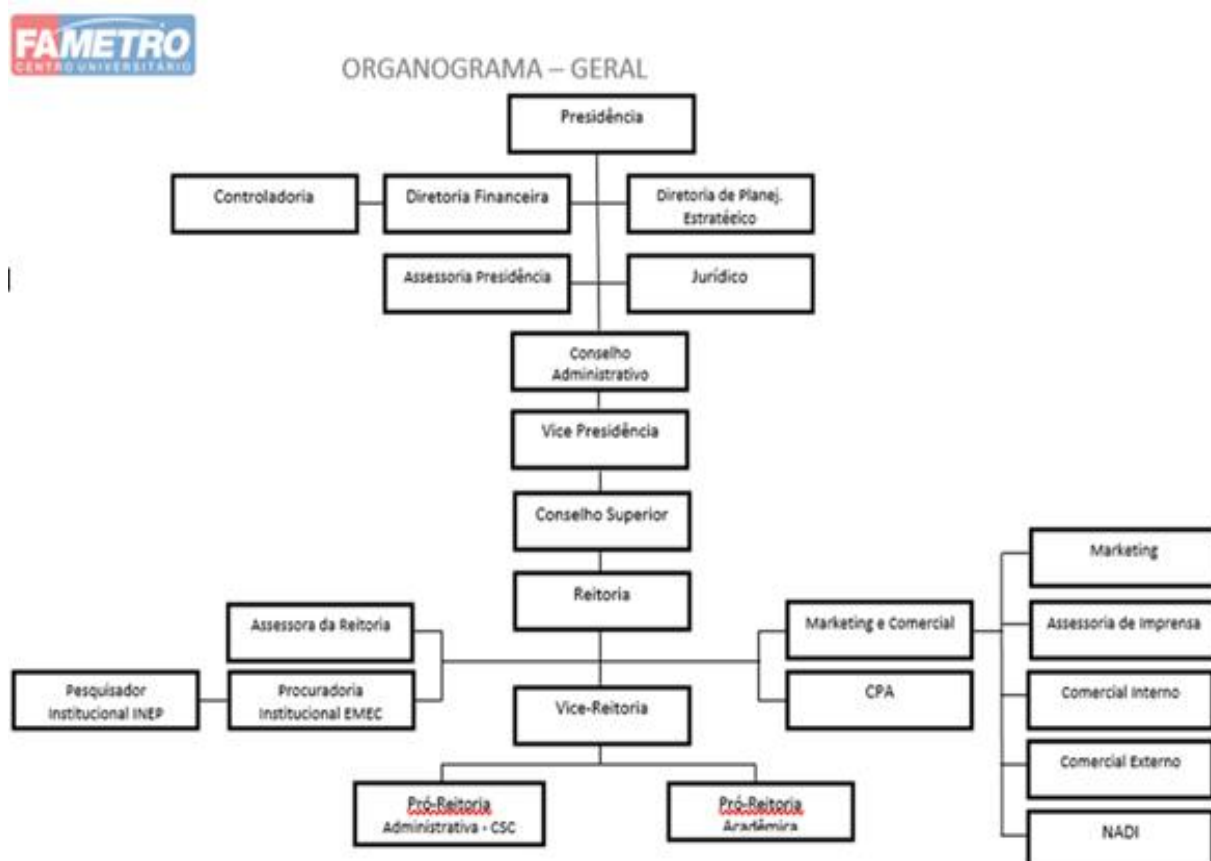 FAMETRO
CENTRO UNIVERSITÁRIO
ORGANOGRAMA – GERAL
Presidência
Controladoria
Diretoria Financeira
Diretoria de Planej.
Estratéeico
Assessoria Presidência
Jurídico
Conselho
Administrativo
Vice Presidência
Conselho Superior
Reitoria
Marketing
Assessora da Reitoria
Marketing e Comercial
Assessoria de Imprensa
Pesquisador
Institucional INEP
Procuradoria
Institucional EMEC
Vice-Reitoria
CPA
Comercial Interno
Comercial Externo
Pró-Reitoria
Administrativa - CSC
Pró-Reitoria
Acadêmica
NADI